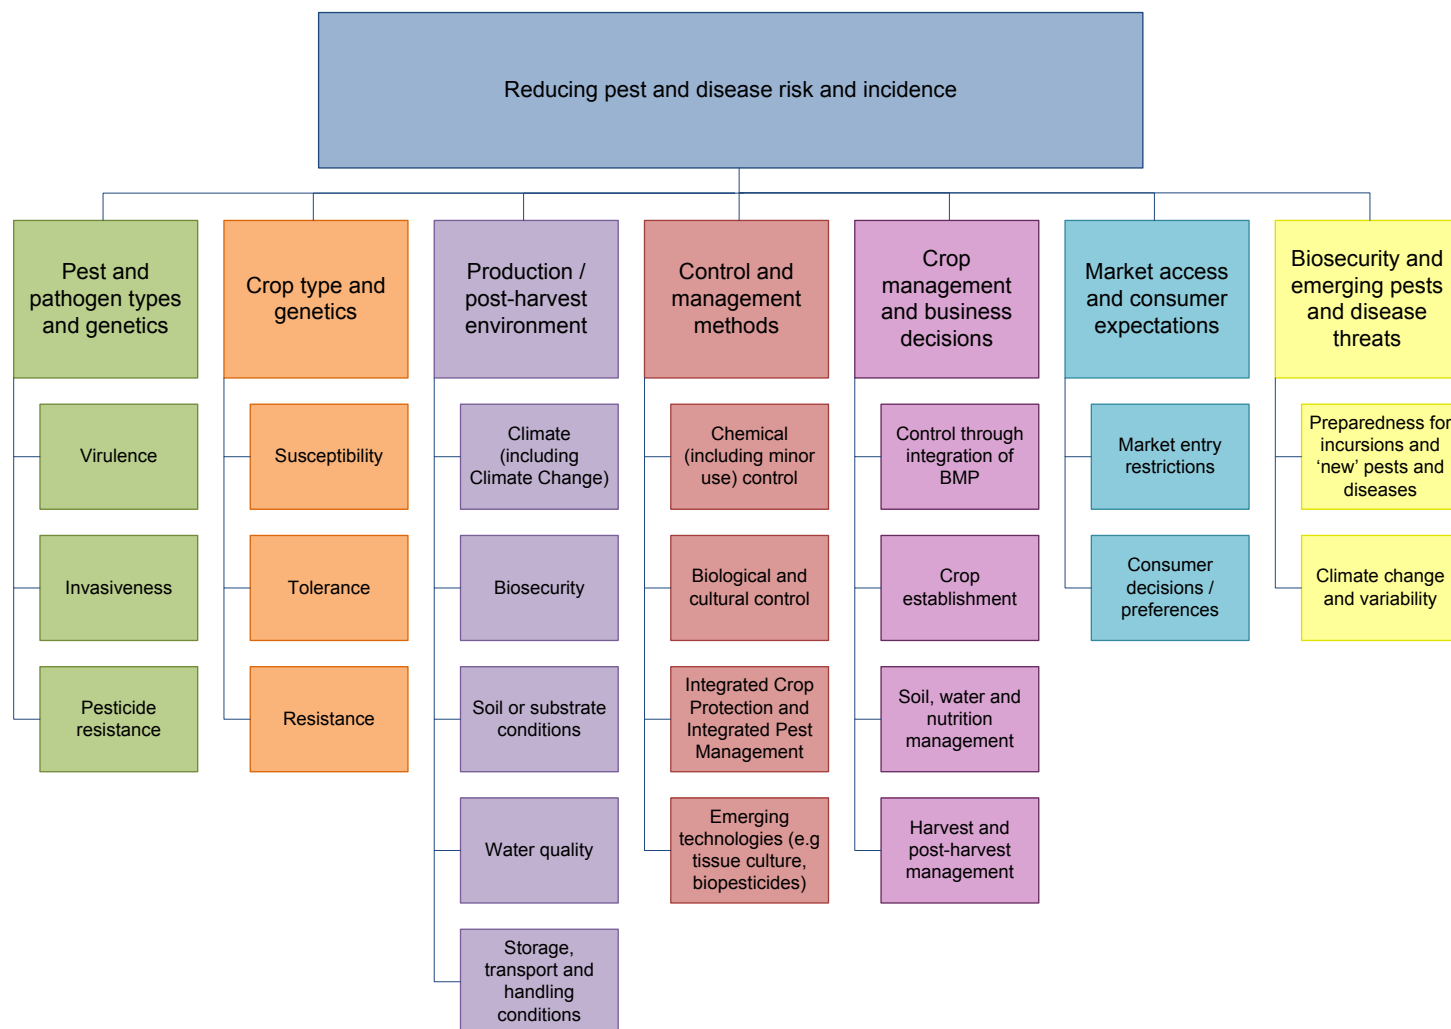 Reducing pest and disease risk and incidence
Pest and
pathogen types
and genetics
Crop type and
genetics
Production /
post-harvest
environment
Control and
management
methods
Crop
management
and business
decisions
Market access
and consumer
expectations
Biosecurity and
emerging pests
and disease
threats
Virulence
Invasiveness
Pesticide
resistance
Susceptibility
Tolerance
Resistance
Climate
(including
Climate Change)
Biosecurity
Soil or substrate
conditions
Water quality
Storage,
transport and
handling
conditions
Chemical
(including minor
use) control
Biological and
cultural control
Integrated Crop
Protection and
Integrated Pest
Management
Emerging
technologies (e.g
tissue culture,
biopesticides)
Control through
integration of
BMP
Crop
establishment
Soil, water and
nutrition
management
Harvest and
post-harvest
management
Market entry
restrictions
Consumer
decisions /
preferences
Preparedness for
incursions and
‘new’ pests and
diseases
Climate change
and variability